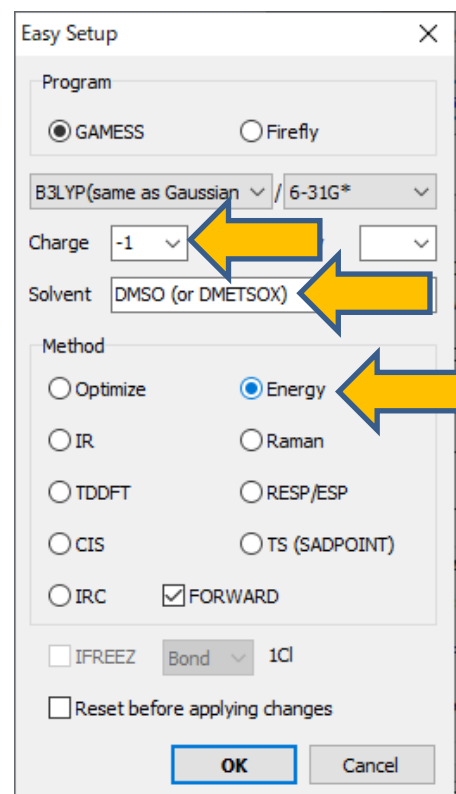 Easy Setup
Program
GAMESS Firefly
B3LYP(same as Gaussian / 6-31G*
Charge -1
Solvent DMSO (or DMETSOX)
Method
Optimize Energy
IR Raman
TDDFT RESP/ESP
CIS TS (SADPOINT)
IRC FORWARD
IFREEZ Bond 1Cl
Reset before applying changes
OK Cancel